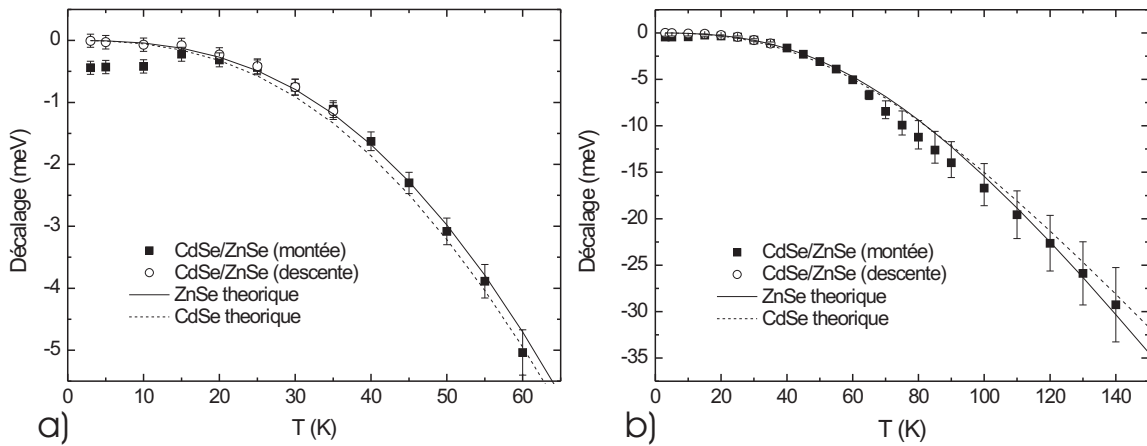 0
-1
-2
-3
-4
-5
Décalage (meV)
CdSe/ZnSe (montée)
CdSe/ZnSe (descente)
ZnSe theorique
CdSe theorique
0 10 20 30 40 50 60
T (K)
a)
0
-5
-10
-15
-20
-25
-30
-35
Décalage (meV)
CdSe/ZnSe (montée)
CdSe/ZnSe (descente)
ZnSe theorique
CdSe theorique
0 20 40 60 80 100 120 140
T (K)
b)